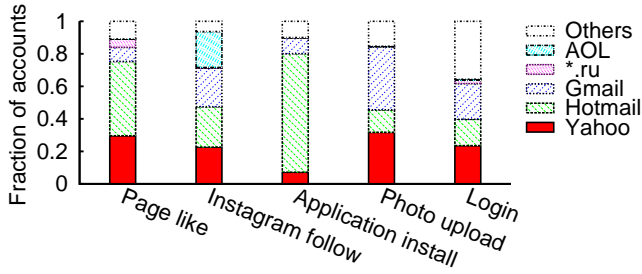 Fraction of accounts
1
0.8
0.6
0.4
0.2
0
Page like
Instagram follow
Application install
Photo upload
Login
Others
AOL
*.ru
Gmail
Hotmail
Yahoo